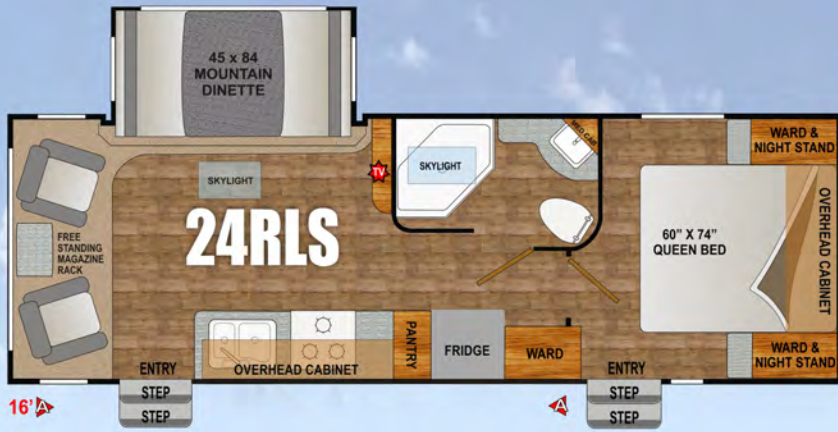 45 x 84
MOUNTAIN
DINETTE
SKYLIGHT
TV
SKYLIGHT
MED CAB
WARD &
NIGHT STAND
24RLS
FREE
STANDING
MAGAZINE
RACK
60" X 74"
QUEEN BED
OVERHEAD CABINET
PANTRY
FRIDGE
WARD
OVERHEAD CABINET
WARD &
NIGHT STAND
ENTRY
STEP
STEP
ENTRY
STEP
STEP
16'
A
A